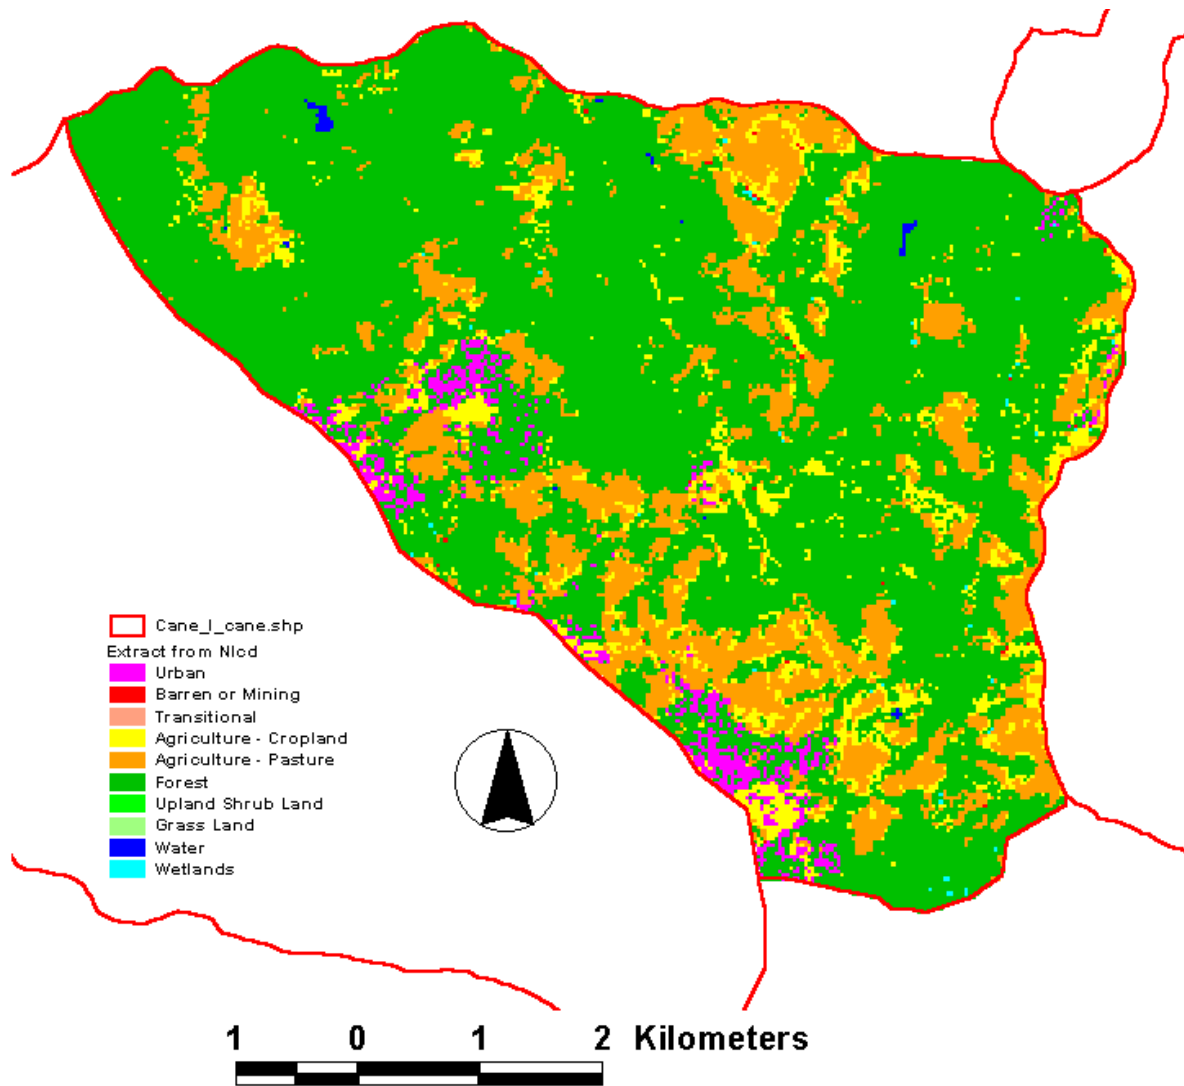 Cane_I_cane.shp
Extract from Nlcd
Urban
Barren or Mining
Transitional
Agriculture - Cropland
Agriculture - Pasture
Forest
Upland Shrub Land
Grass Land
Water
Wetlands
1 0 1 2 Kilometers